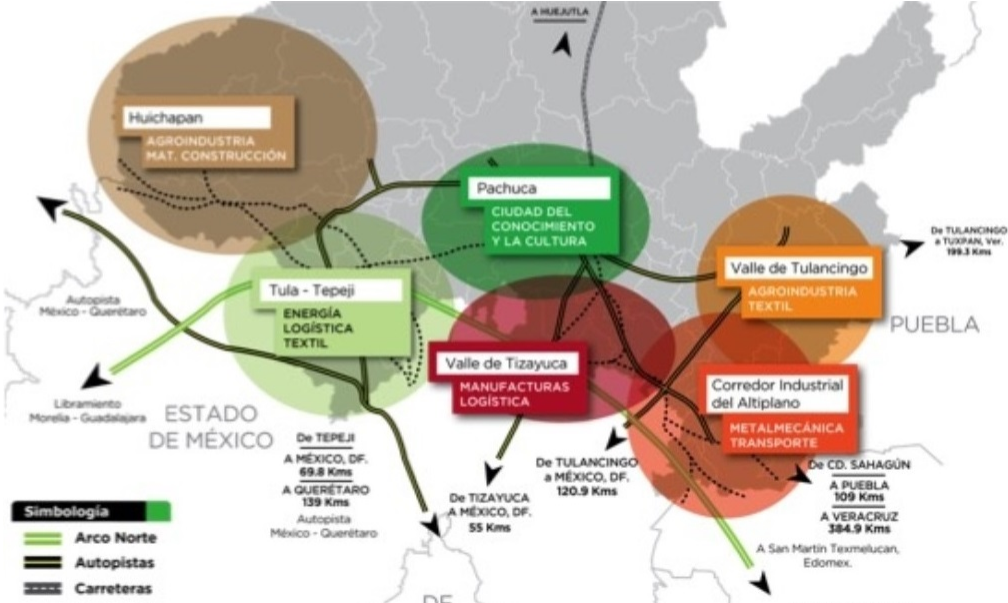 A HUEJUTLA
Huichapan
AGROINDUSTRIA
MAT. CONSTRUCCIÓN
Pachuca
CIUDAD DEL
CONOCIMIENTO
Y LA CULTURA
De TULANCINGO
a TUXPAN, Ver.
199.3 Kms
Valle de Tulancingo
AGROINDUSTRIA
TEXTIL
Tula - Tepeji
ENERGÍA
LOGÍSTICA
TEXTIL
Autopista
México - Querétaro
PUEBLA
Valle de Tizayuca
MANUFACTURAS
LOGÍSTICA
Corredor Industrial
del Altiplano
METALMECÁNICA
TRANSPORTE
Libramiento
Morelia - Guadalajara
ESTADO
DE MÉXICO
De TEPEJI
A MÉXICO, DF.
69.8 Kms
A QUERÉTARO
139 Kms
Autopista
México - Querétaro
De TIZAYUCA
A MÉXICO, DF.
55 Kms
De TULANCINGO
a MÉXICO, DF.
120.9 Kms
De CD. SAHAGÚN
A PUEBLA
109 Kms
A VERACRUZ
384.9 Kms
A San Martín Texmelucan,
Edomex.
Simbología
Arco Norte
Autopistas
Carreteras
DE